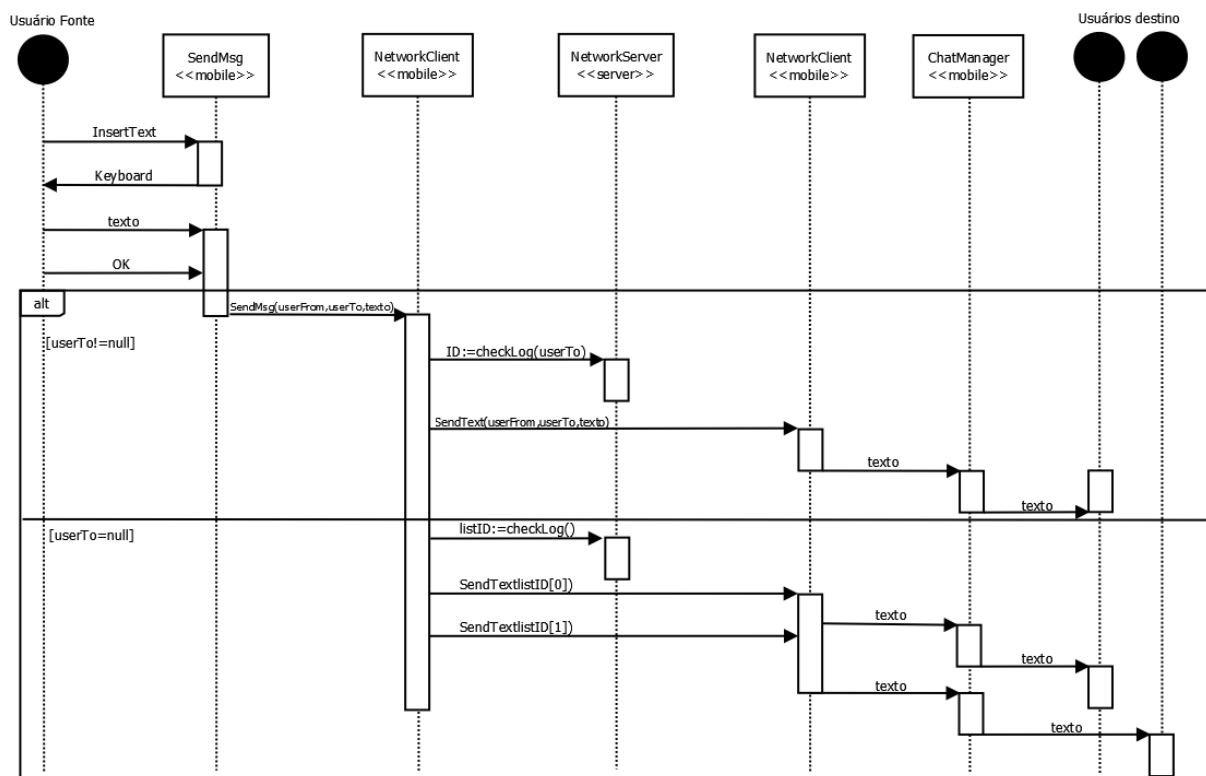 Usuário Fonte
Usuários destino
SendMsg
<<mobile>>
NetworkClient
<<mobile>>
NetworkServer
<<server>>
NetworkClient
<<mobile>>
ChatManager
<<mobile>>
InsertText
Keyboard
texto
OK
alt
SendMsg(userFrom,userTo,texto)
[userTo!=null]
ID:=checkLog(userTo)
SendText(userFrom,userTo,texto)
texto
texto
[userTo=null]
listID:=checkLog()
SendTextlistID[0])
texto
SendTextlistID[1])
texto
texto
texto